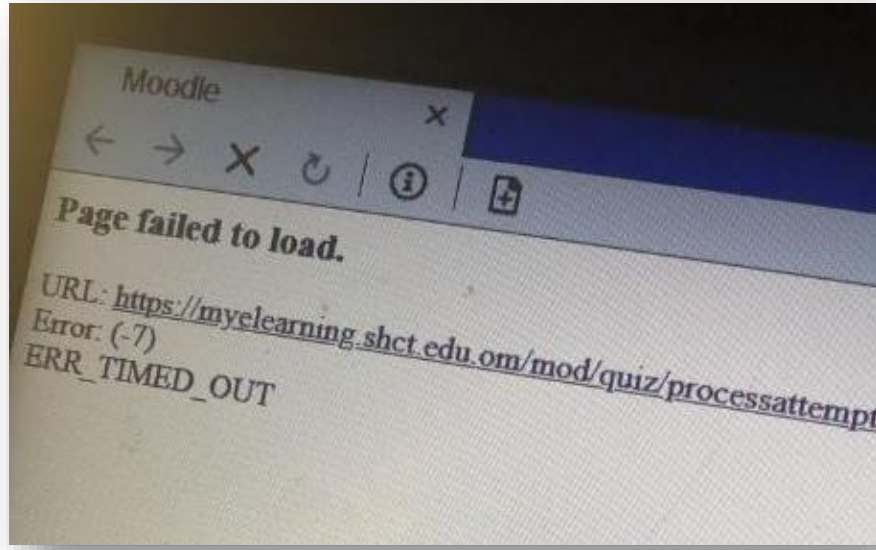 Moodle
Page failed to load.
URL: https://myelearning.shct.edu.om/mod/quiz/processattempt
Error: (-7)
ERR_TIMED_OUT